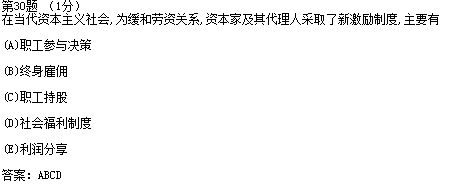 第30题 （1分）
在当代资本主义社会,为缓和劳资关系,资本家及其代理人采取了新激励制度,主要有
(A)职工参与决策
(B)终身雇佣
(C)职工持股
(D)社会福利制度
(E)利润分享
答案：ABCD